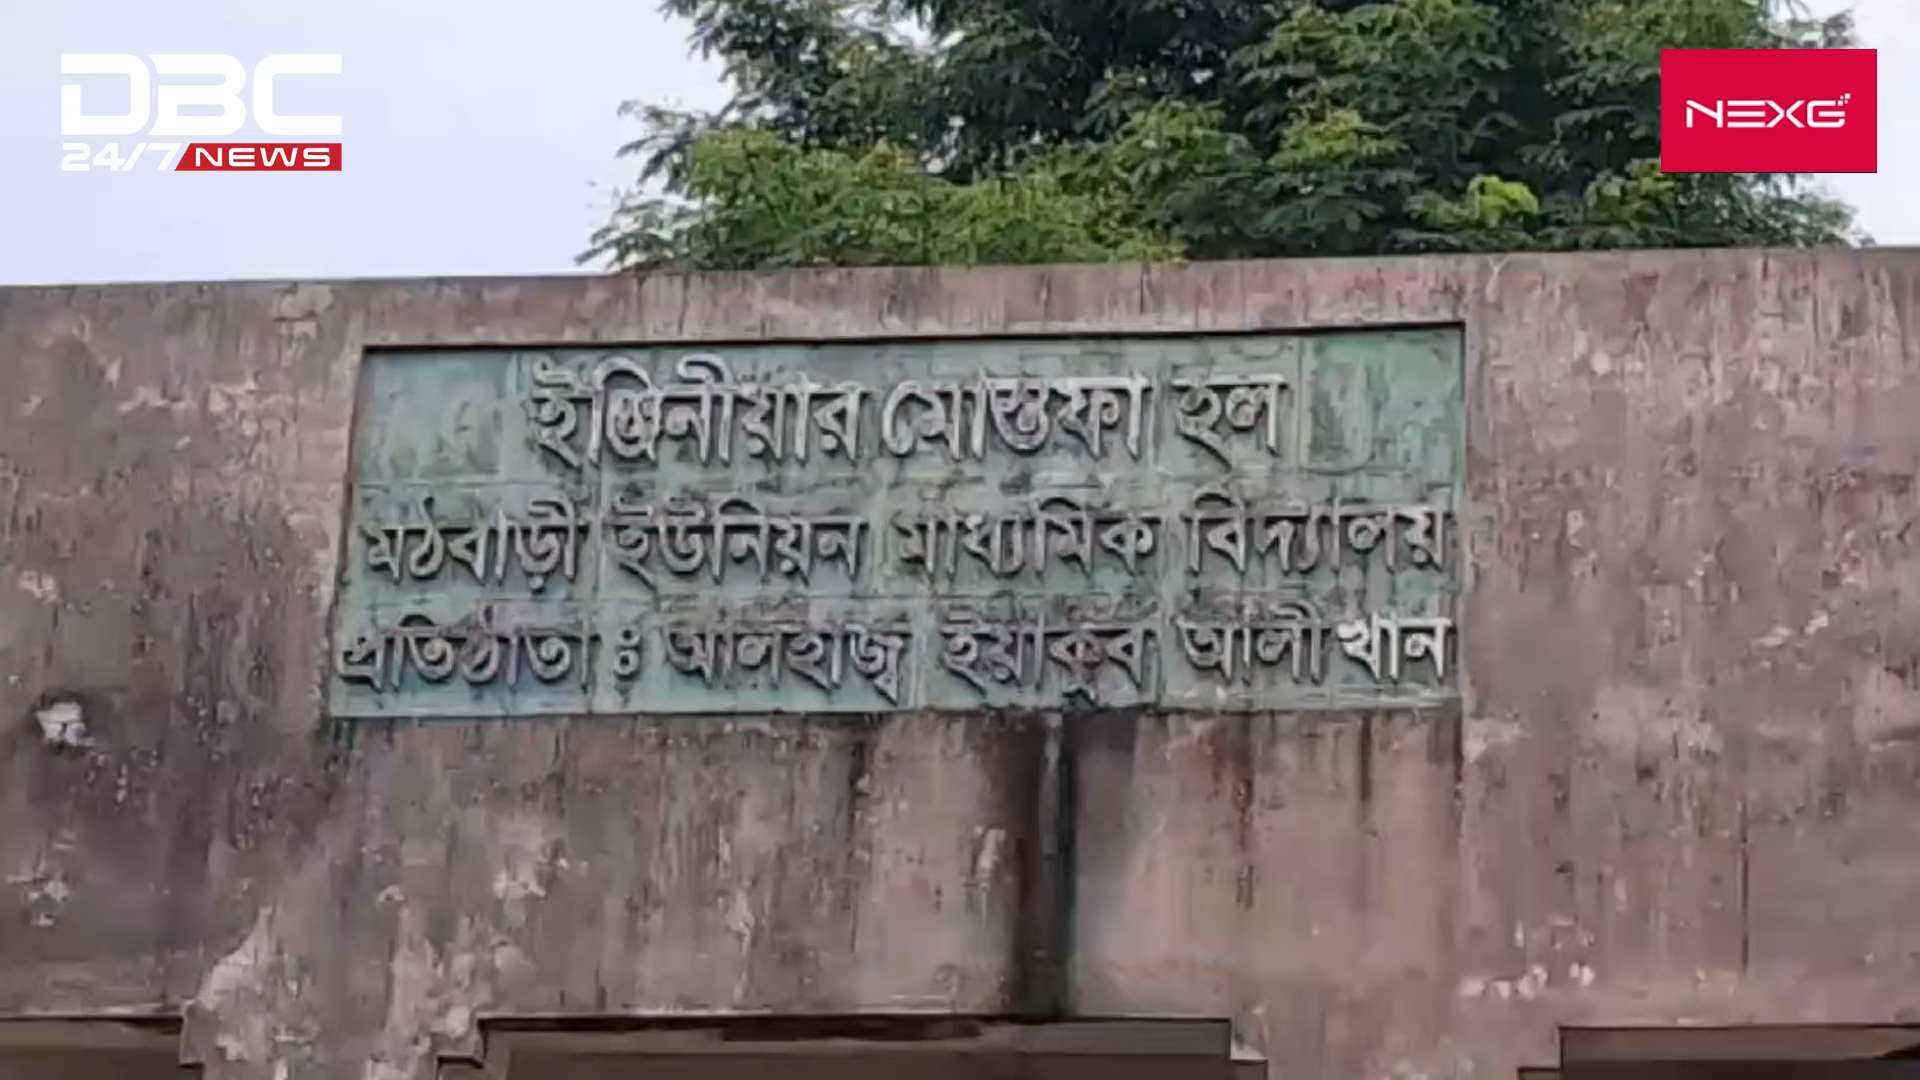 DBC
24/7 NEWS
NEXG
ইঞ্জিনীয়ার মোস্তফা হল
মঠবাড়ী ইউনিয়ন মাধ্যমিক বিদ্যালয়
প্রতিষ্ঠাতা ঃ আলহাজ্ব ইয়াকুব আলী খান